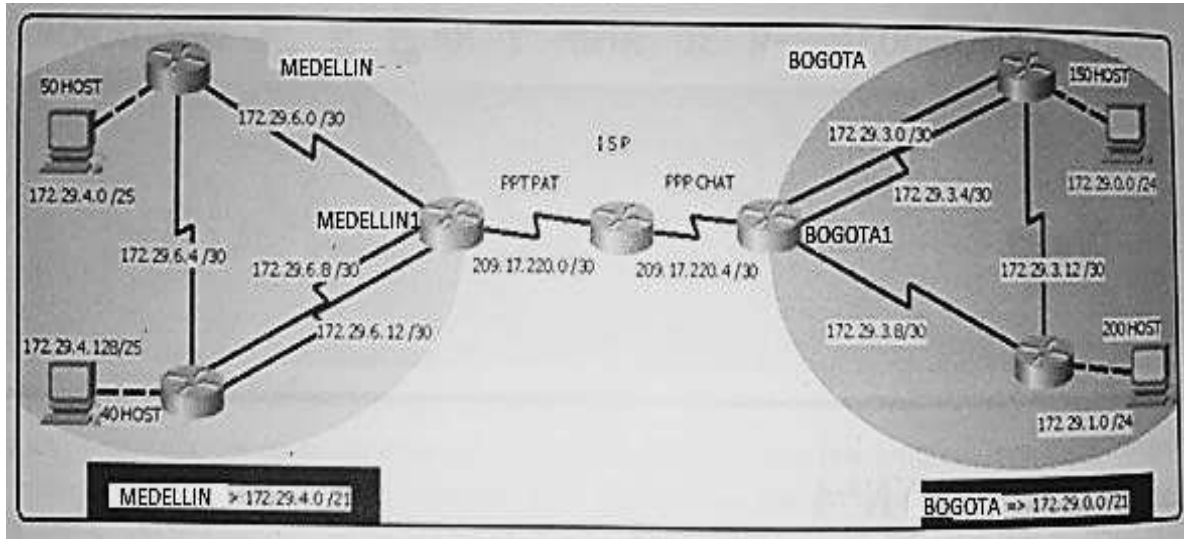 MEDELLIN
50 HOST
172.29.6.0 /30
172.29.4.0 /25
MEDELLIN1
172.29.6.4 /30
172.29.6.8 /30
172.29.6.12 /30
172.29.4.128/25
40 HOST
MEDELLIN > 172.29.4.0 /21
ISP
PPTPAT
PPP CHAT
209.17.220.0 /30
209.17.220.4 /30
BOGOTA
150 HOST
172.29.3.0 /30
172.29.3.4/30
172.29.0.0 /24
BOGOTA1
172.29.3.12 /30
172.29.3.8/30
200 HOST
172.29.1.0 /24
BOGOTA => 172.29.0.0 /21